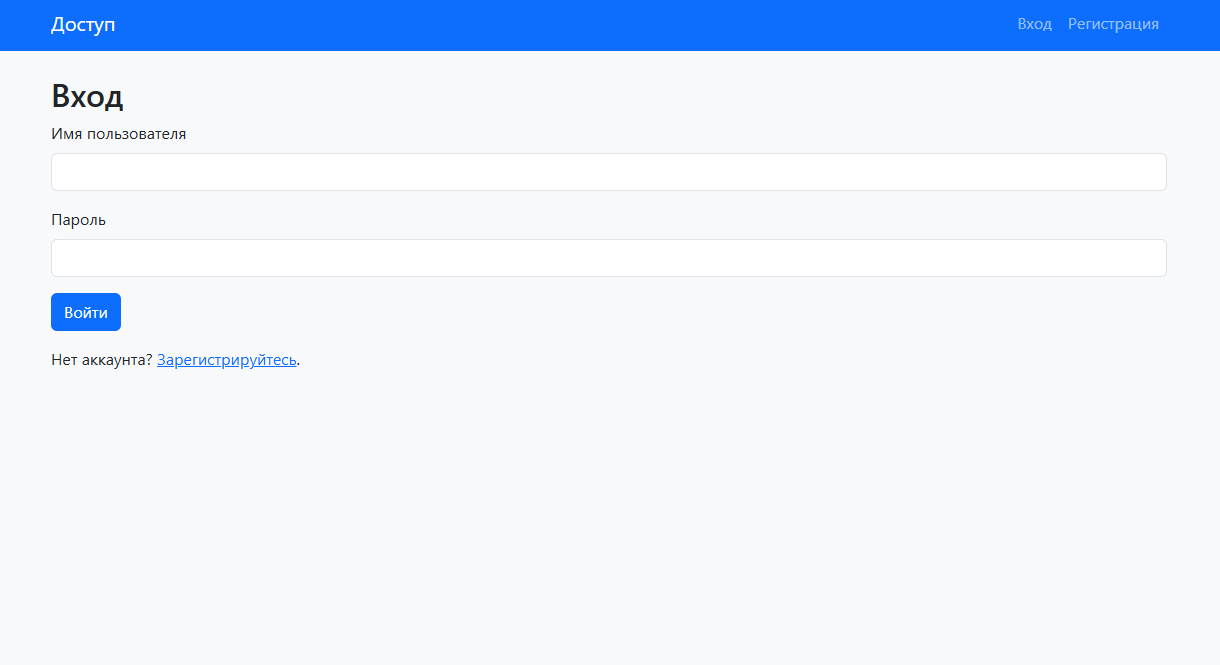 Доступ Вход Регистрация
Вход
Имя пользователя
Пароль
Войти
Нет аккаунта? Зарегистрируйтесь.